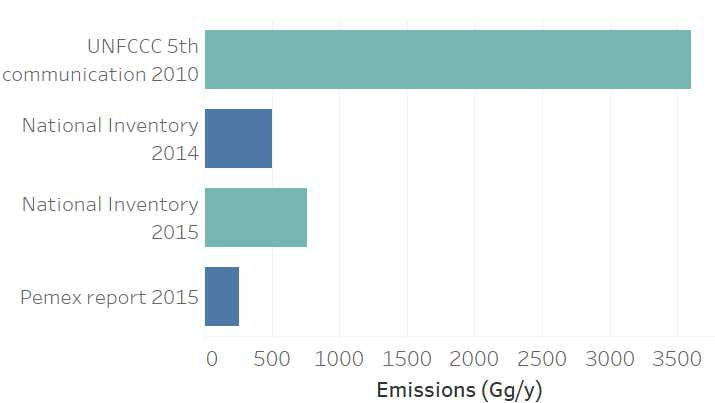 UNFCCC 5th
communication 2010
National Inventory
2014
National Inventory
2015
Pemex report 2015
0 500 1000 1500 2000 2500 3000 3500
Emissions (Gg/y)